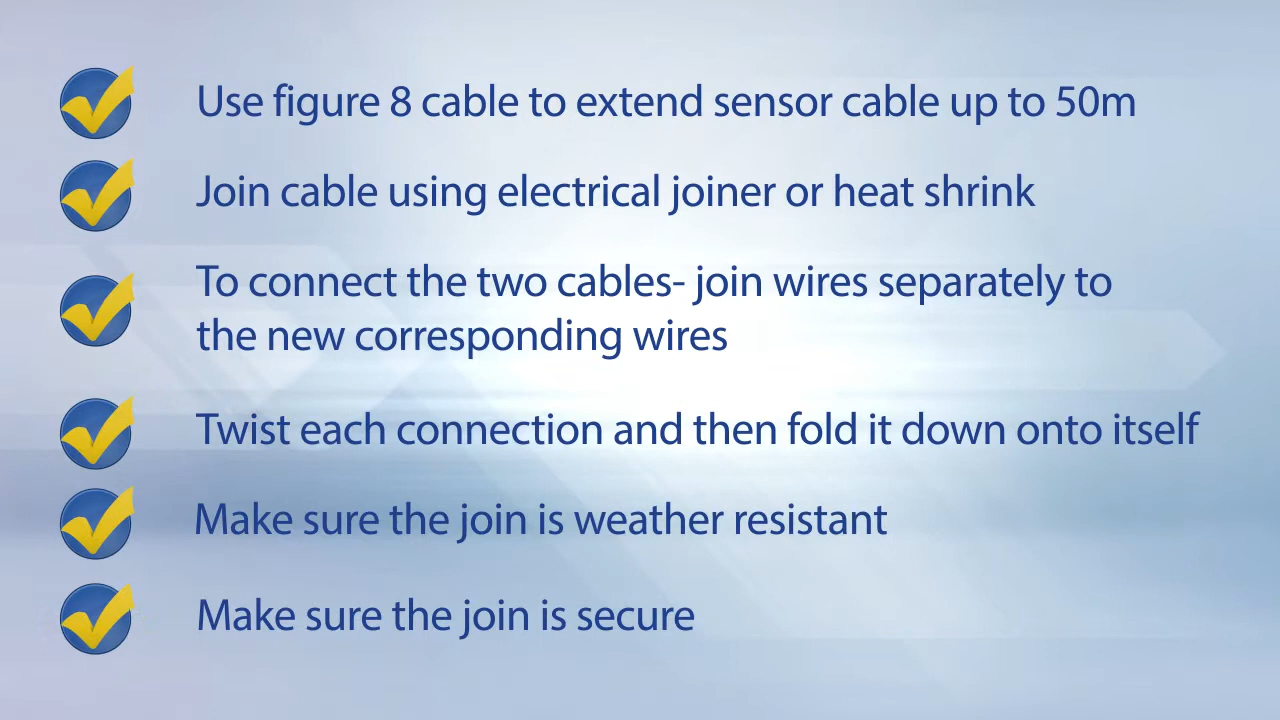 Use figure 8 cable to extend sensor cable up to 50m
Join cable using electrical joiner or heat shrink
To connect the two cables- join wires separately to
the new corresponding wires
Twist each connection and then fold it down onto itself
Make sure the join is weather resistant
Make sure the join is secure